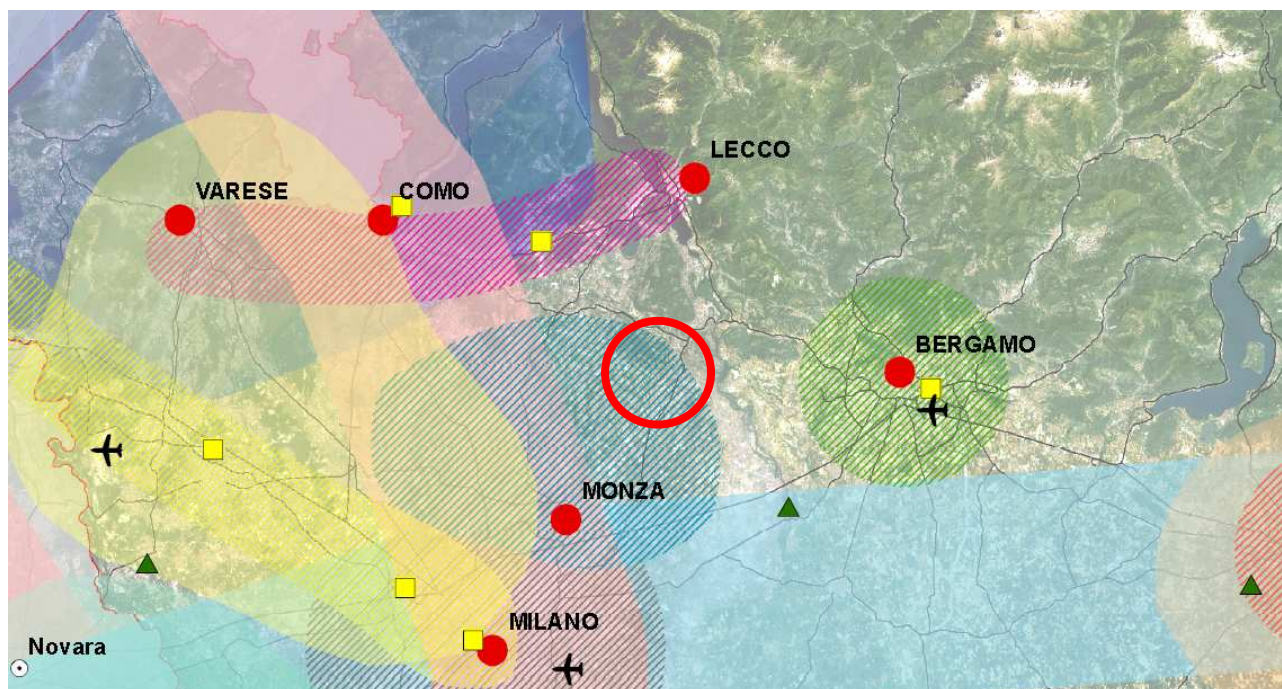 LECCO
VARESE
COMO
BERGAMO
MONZA
MILANO
Novara